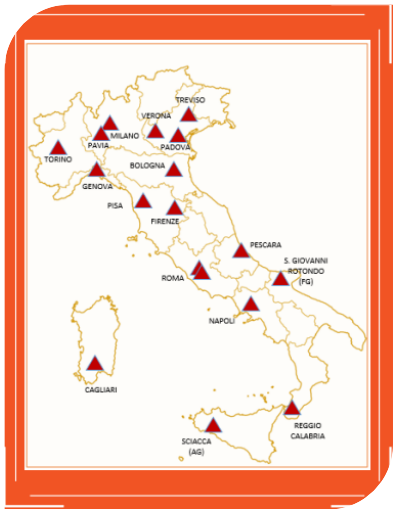 TREVISO
VERONA
MILANO
PADOVA
PAVIA
TORINO
BOLOGNA
GENOVA
PISA
FIRENZE
PESCARA
S. GIOVANNI
ROTONDO
(FG)
ROMA
NAPOLI
CAGLIARI
REGGIO
CALABRIA
SCIACCA
(AG)